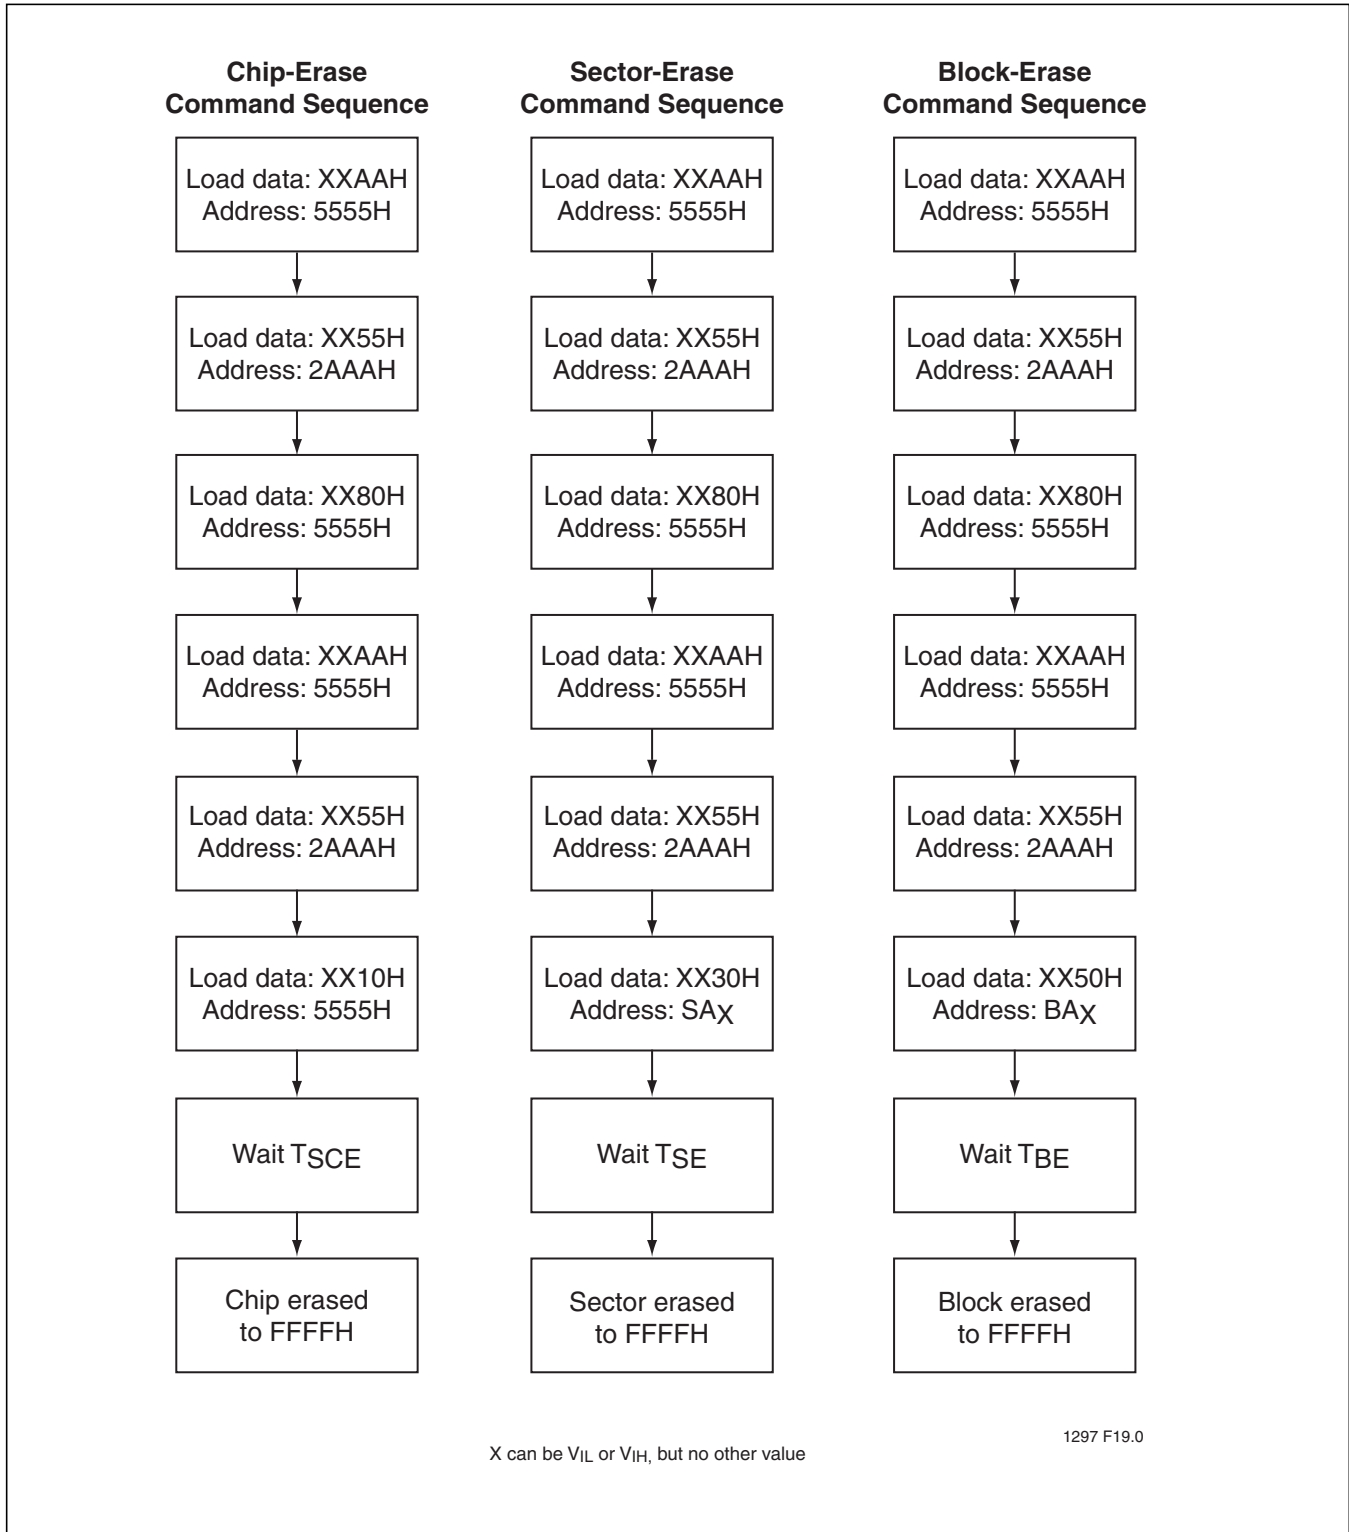 Chip-Erase
Command Sequence
Load data: XXAAH
Address: 5555H
Load data: XX55H
Address: 2AAAH
Load data: XX80H
Address: 5555H
Load data: XXAAH
Address: 5555H
Load data: XX55H
Address: 2AAAH
Load data: XX10H
Address: 5555H
Wait TSCE
Chip erased
to FFFFH
Sector-Erase
Command Sequence
Load data: XXAAH
Address: 5555H
Load data: XX55H
Address: 2AAAH
Load data: XX80H
Address: 5555H
Load data: XXAAH
Address: 5555H
Load data: XX55H
Address: 2AAAH
Load data: XX30H
Address: SAX
Wait TSE
Sector erased
to FFFFH
Block-Erase
Command Sequence
Load data: XXAAH
Address: 5555H
Load data: XX55H
Address: 2AAAH
Load data: XX80H
Address: 5555H
Load data: XXAAH
Address: 5555H
Load data: XX55H
Address: 2AAAH
Load data: XX50H
Address: BAX
Wait TBE
Block erased
to FFFFH
1297 F19.0
X can be VIL or VIH, but no other value